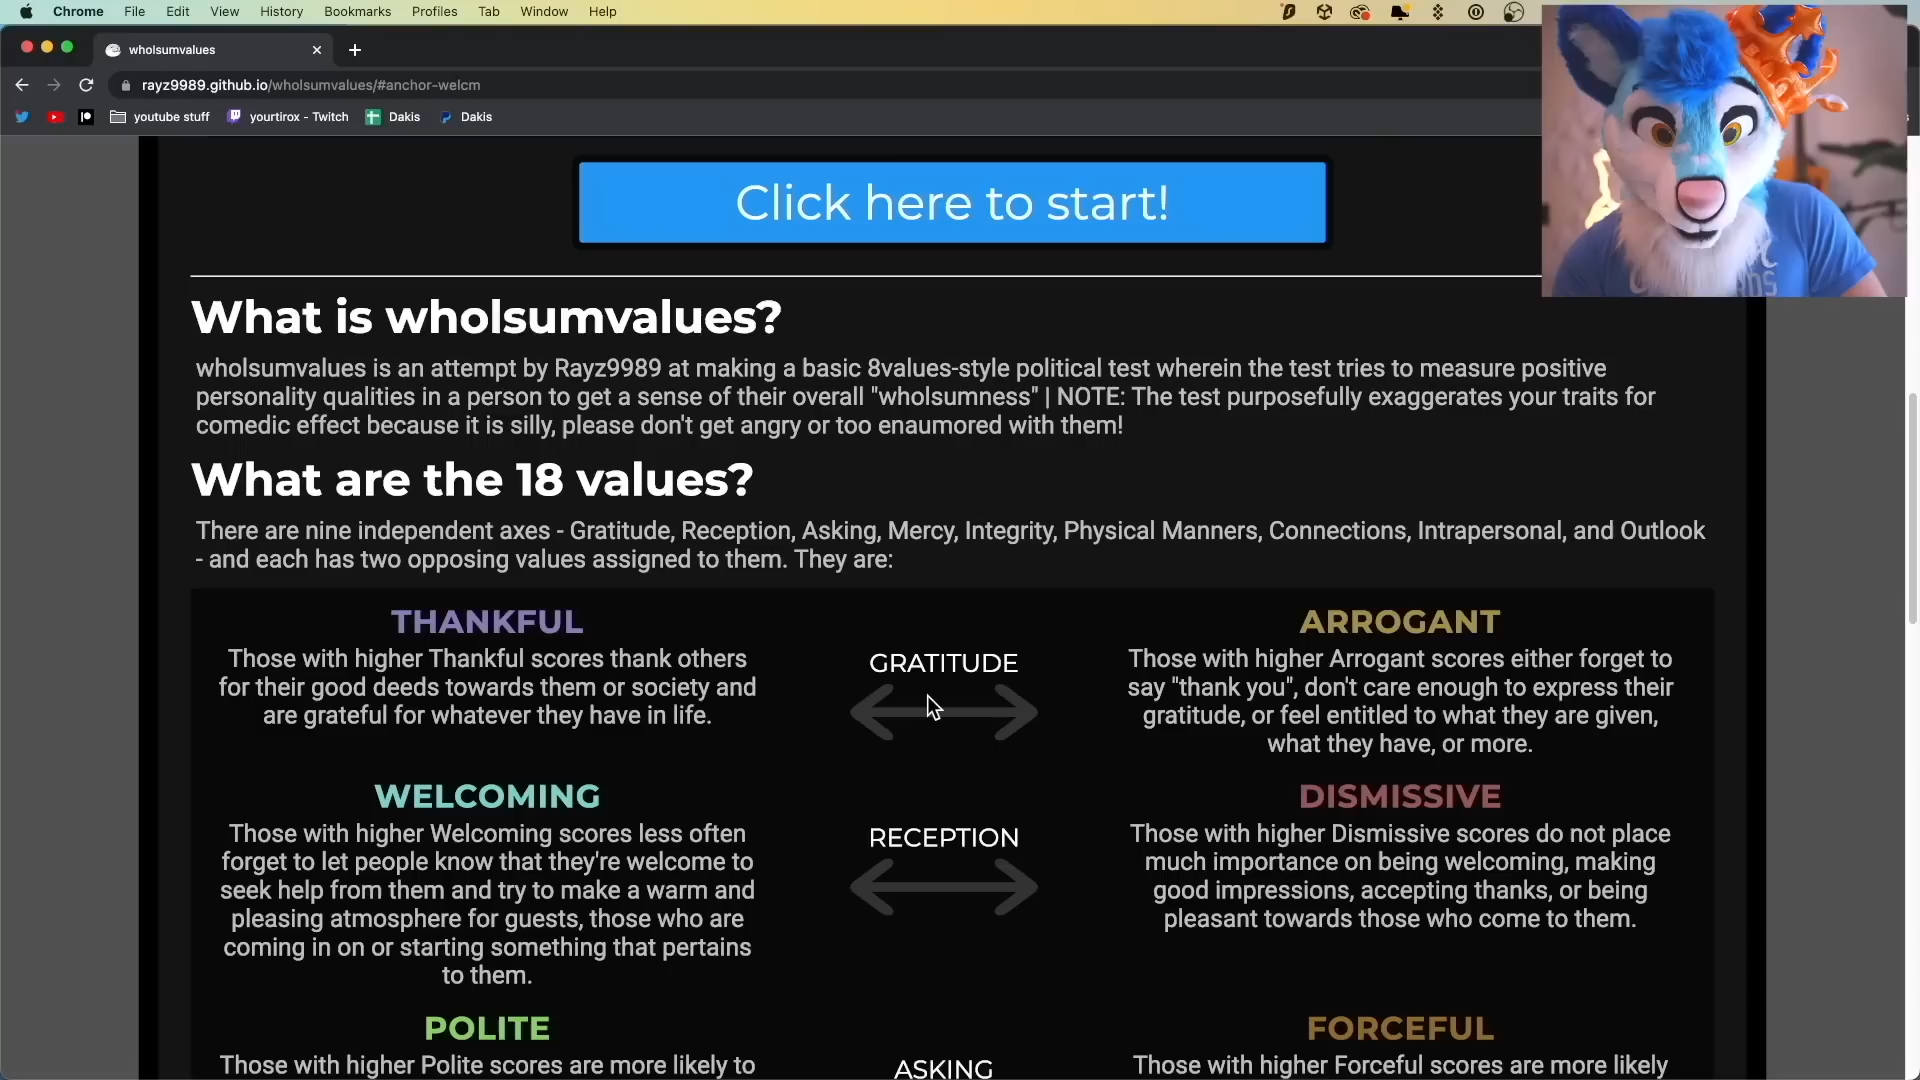 Chrome File Edit View History Bookmarks Profiles Tab Window Help
wholsumvalues
rayz9989.github.io/wholsumvalues/#anchor-welcm
youtube stuff yourtirox - Twitch Dakis Dakis
Click here to start!
What is wholsumvalues?
wholsumvalues is an attempt by Rayz9989 at making a basic 8values-style political test wherein the test tries to measure positive
personality qualities in a person to get a sense of their overall "wholsumness" | NOTE: The test purposefully exaggerates your traits for
comedic effect because it is silly, please don't get angry or too enaumored with them!
What are the 18 values?
There are nine independent axes - Gratitude, Reception, Asking, Mercy, Integrity, Physical Manners, Connections, Intrapersonal, and Outlook
- and each has two opposing values assigned to them. They are:
THANKFUL
Those with higher Thankful scores thank others
for their good deeds towards them or society and
are grateful for whatever they have in life.
GRATITUDE
ARROGANT
Those with higher Arrogant scores either forget to
say "thank you", don't care enough to express their
gratitude, or feel entitled to what they are given,
what they have, or more.
WELCOMING
Those with higher Welcoming scores less often
forget to let people know that they're welcome to
seek help from them and try to make a warm and
pleasing atmosphere for guests, those who are
coming in on or starting something that pertains
to them.
RECEPTION
DISMISSIVE
Those with higher Dismissive scores do not place
much importance on being welcoming, making
good impressions, accepting thanks, or being
pleasant towards those who come to them.
POLITE
Those with higher Polite scores are more likely to
ASKING
FORCEFUL
Those with higher Forceful scores are more likely